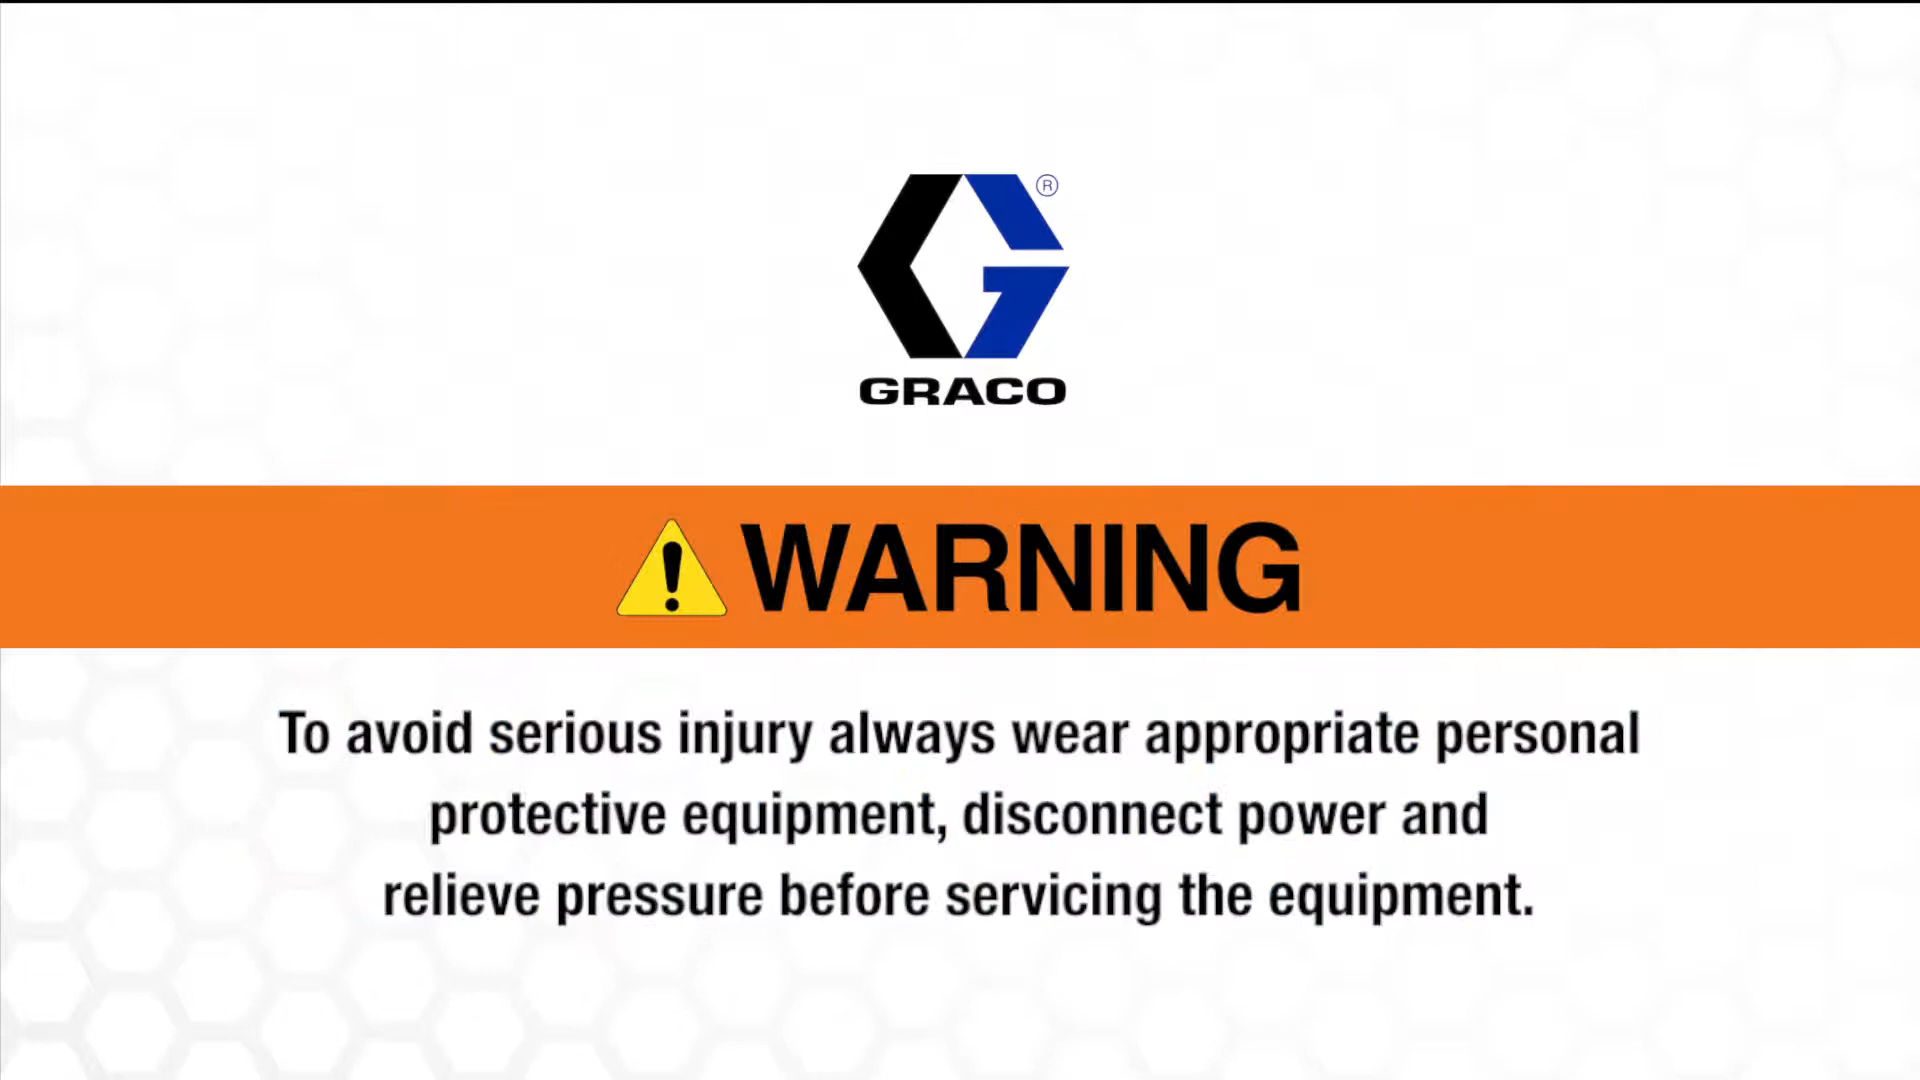 ®
GRACO
WARNING
To avoid serious injury always wear appropriate personal
protective equipment, disconnect power and
relieve pressure before servicing the equipment.